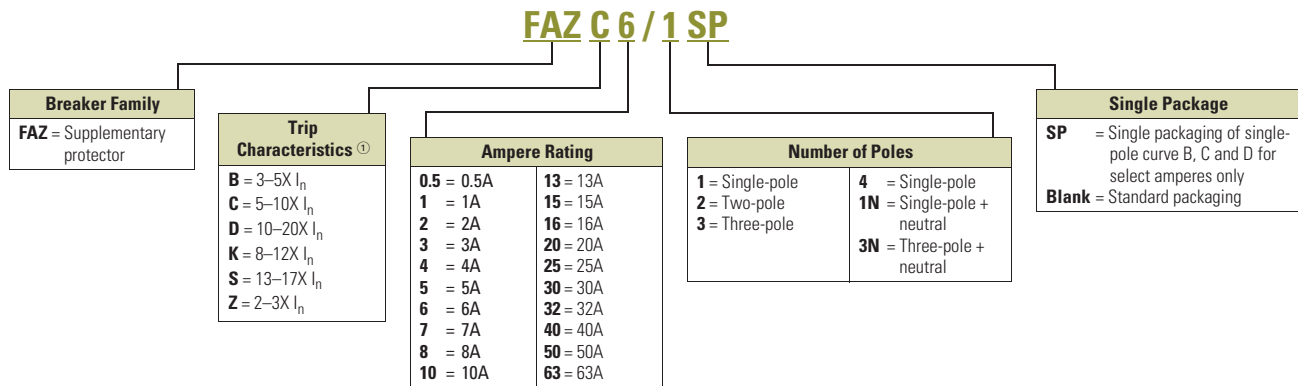 FAZ C 6 / 1 SP
Breaker Family
FAZ = Supplementary
protector
Trip
Characteristics ①
B = 3–5X In
C = 5–10X In
D = 10–20X In
K = 8–12X In
S = 13–17X In
Z = 2–3X In
Ampere Rating
0.5 = 0.5A
1 = 1A
2 = 2A
3 = 3A
4 = 4A
5 = 5A
6 = 6A
7 = 7A
8 = 8A
10 = 10A
13 = 13A
15 = 15A
16 = 16A
20 = 20A
25 = 25A
30 = 30A
32 = 32A
40 = 40A
50 = 50A
63 = 63A
Number of Poles
1 = Single-pole
2 = Two-pole
3 = Three-pole
4 = Single-pole
1N = Single-pole +
neutral
3N = Three-pole +
neutral
Single Package
SP = Single packaging of single-
pole curve B, C and D for
select amperes only
Blank = Standard packaging